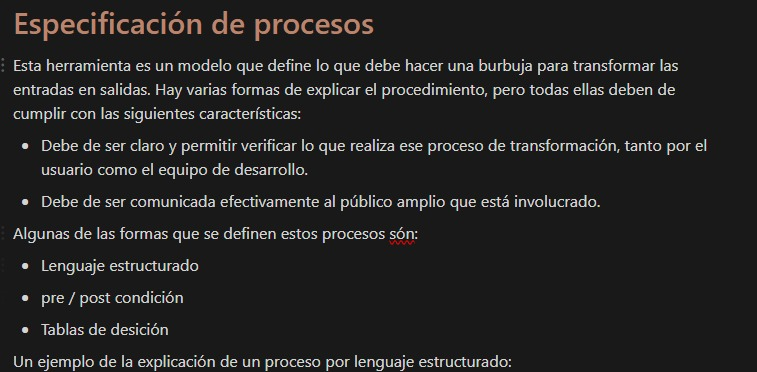 Especificación de procesos
Esta herramienta es un modelo que define lo que debe hacer una burbuja para transformar las
entradas en salidas. Hay varias formas de explicar el procedimiento, pero todas ellas deben de
cumplir con las siguientes características:
• Debe de ser claro y permitir verificar lo que realiza ese proceso de transformación, tanto por el
usuario como el equipo de desarrollo.
• Debe de ser comunicada efectivamente al público amplio que está involucrado.
Algunas de las formas que se definen estos procesos són:
• Lenguaje estructurado
• pre / post condición
• Tablas de desición
Un ejemplo de la explicación de un proceso por lenguaje estructurado: